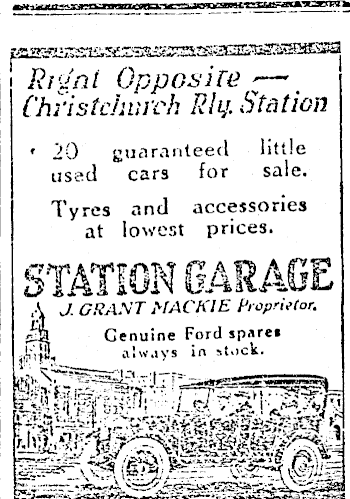 Right Opposite —
Christchurch Rly. Station
20 guaranteed little
used cars for sale.
Tyres and accessories
at lowest prices.
STATION GARAGE
J. GRANT MACKIE Proprietor.
Genuine Ford spares
always in stock.